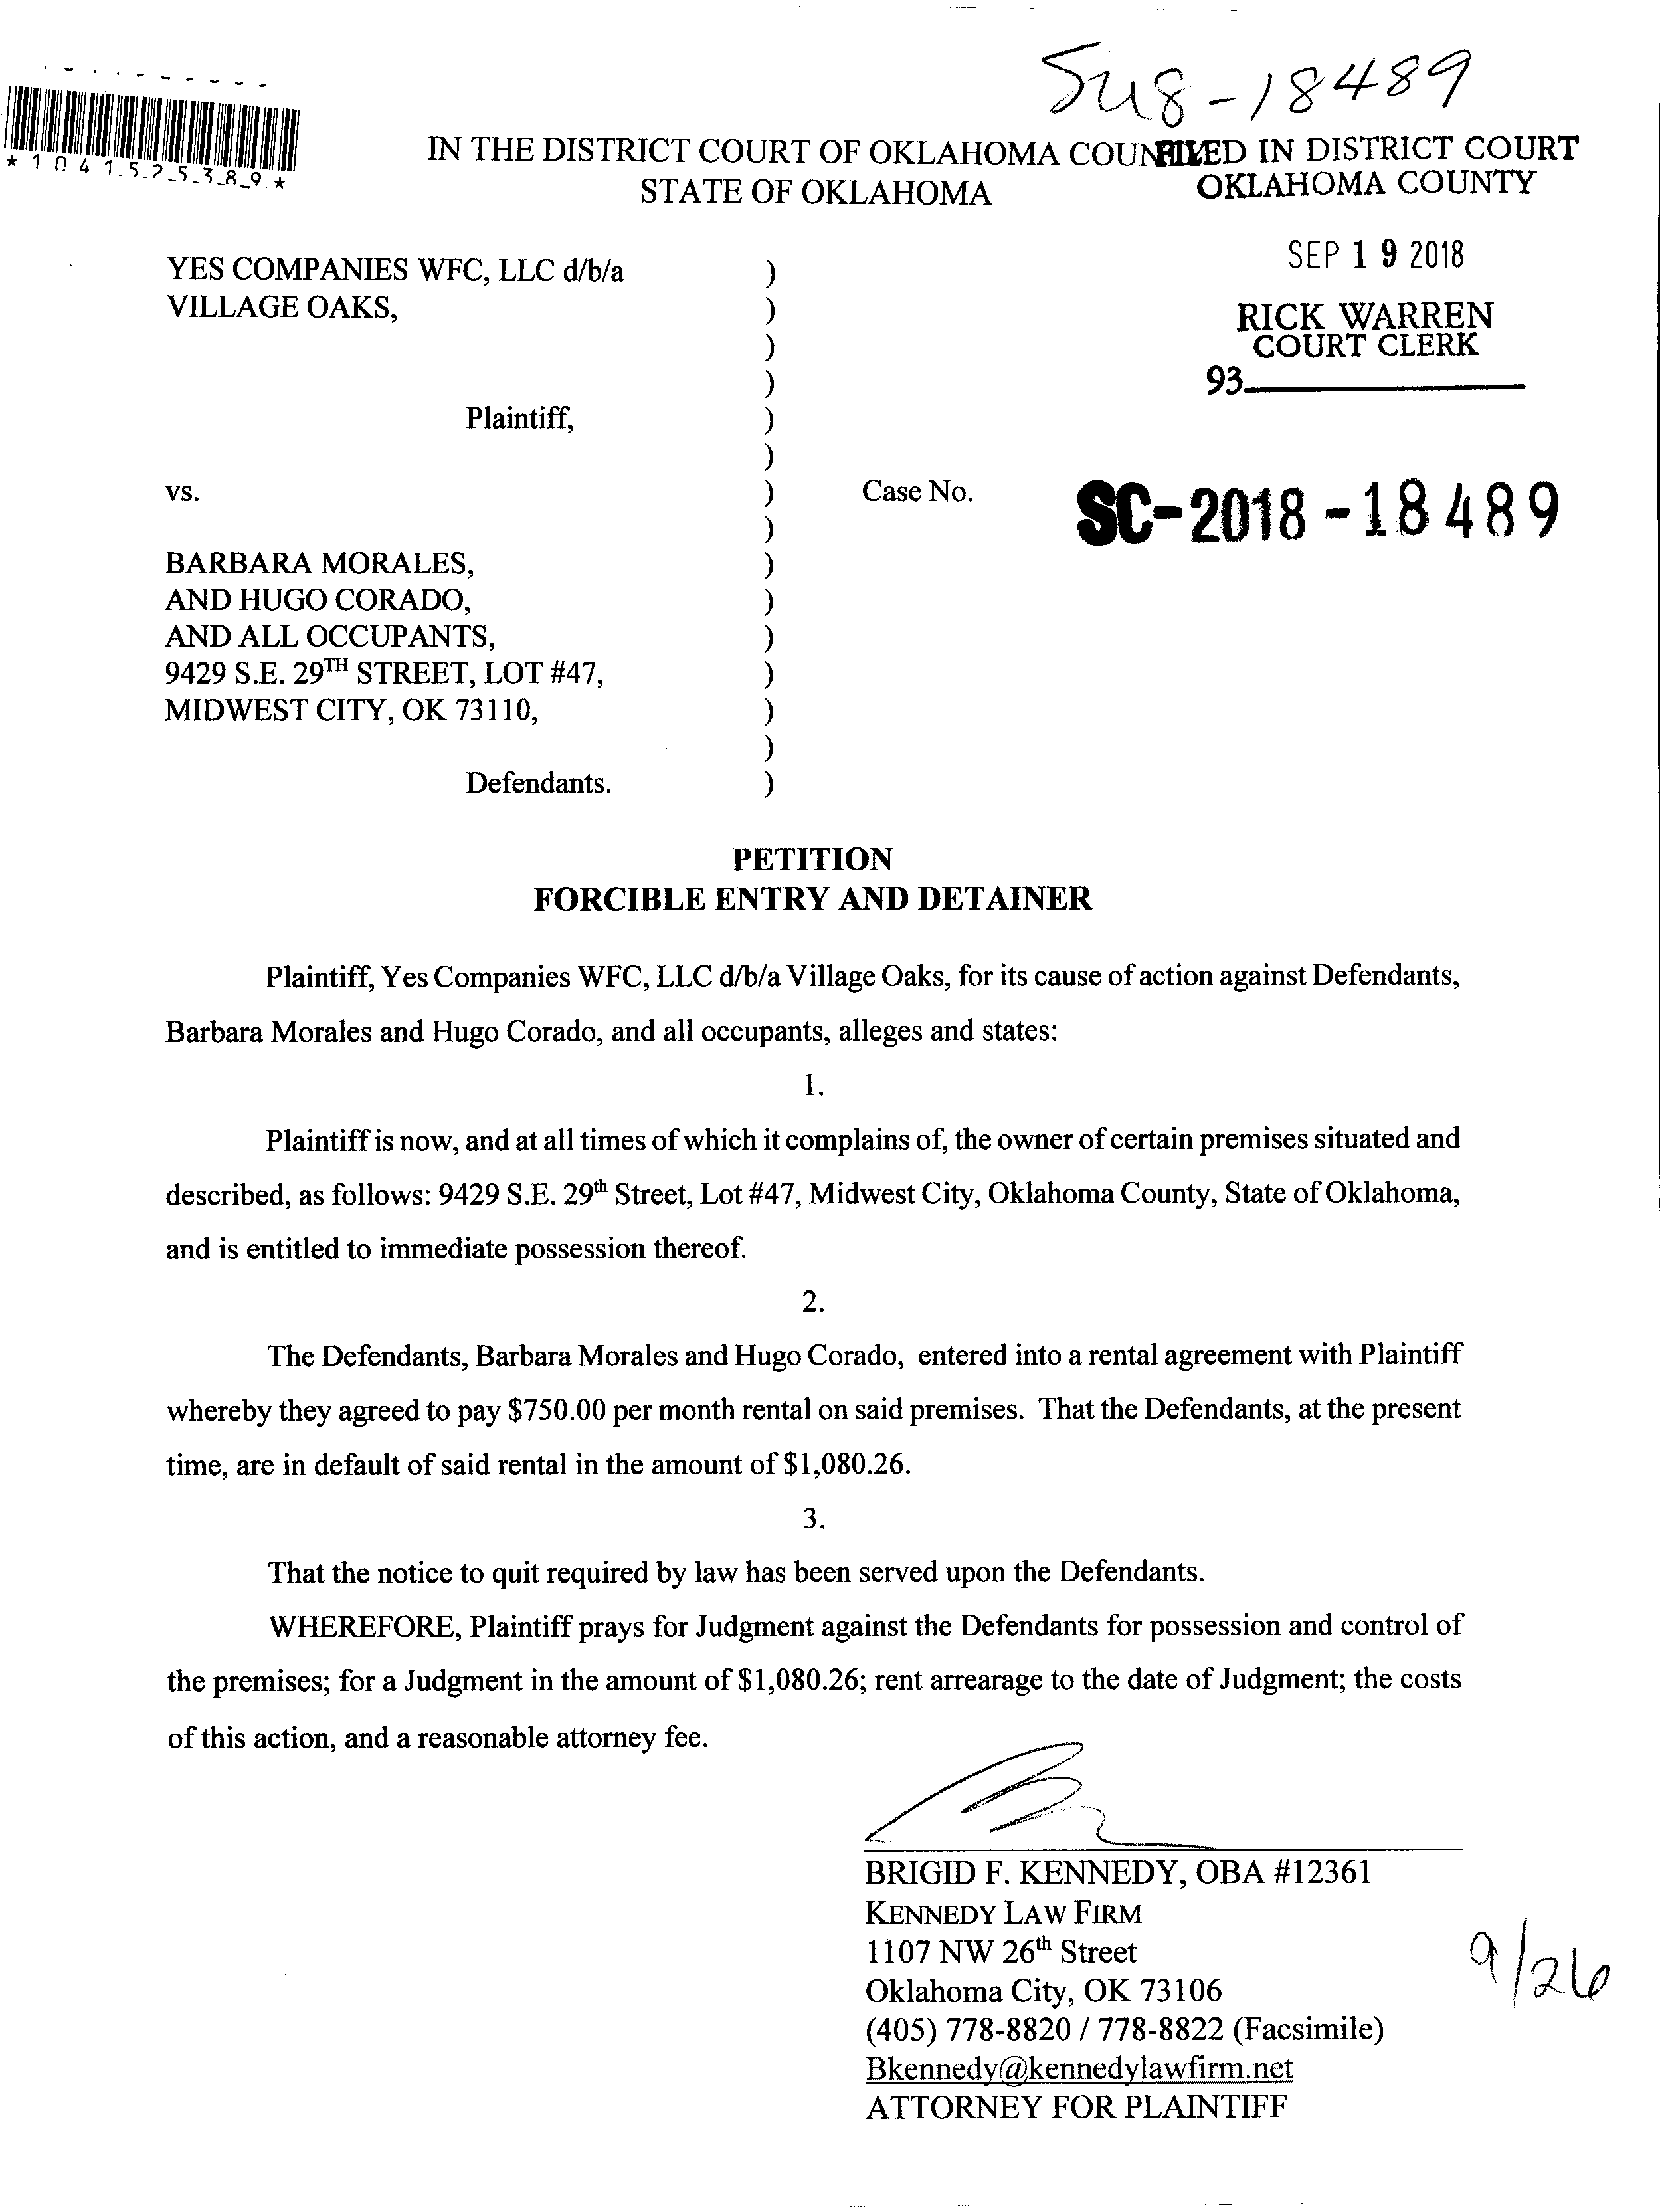 SU8-18489
*1041525389*
IN THE DISTRICT COURT OF OKLAHOMA COUNTY
STATE OF OKLAHOMA
FILED IN DISTRICT COURT
OKLAHOMA COUNTY
SEP 19 2018
RICK WARREN
COURT CLERK
93
YES COMPANIES WFC, LLC d/b/a )
VILLAGE OAKS, )
)
)
Plaintiff, )
)
vs. ) Case No. SC-2018-18489
)
BARBARA MORALES, )
AND HUGO CORADO, )
AND ALL OCCUPANTS, )
9429 S.E. 29TH STREET, LOT #47, )
MIDWEST CITY, OK 73110, )
)
Defendants. )
PETITION
FORCIBLE ENTRY AND DETAINER
Plaintiff, Yes Companies WFC, LLC d/b/a Village Oaks, for its cause of action against Defendants,
Barbara Morales and Hugo Corado, and all occupants, alleges and states:
1.
Plaintiff is now, and at all times of which it complains of, the owner of certain premises situated and
described, as follows: 9429 S.E. 29th Street, Lot #47, Midwest City, Oklahoma County, State of Oklahoma,
and is entitled to immediate possession thereof.
2.
The Defendants, Barbara Morales and Hugo Corado, entered into a rental agreement with Plaintiff
whereby they agreed to pay $750.00 per month rental on said premises. That the Defendants, at the present
time, are in default of said rental in the amount of $1,080.26.
3.
That the notice to quit required by law has been served upon the Defendants.
WHEREFORE, Plaintiff prays for Judgment against the Defendants for possession and control of
the premises; for a Judgment in the amount of $1,080.26; rent arrearage to the date of Judgment; the costs
of this action, and a reasonable attorney fee.
BRIGID F. KENNEDY, OBA #12361
KENNEDY LAW FIRM
1107 NW 26th Street
Oklahoma City, OK 73106
(405) 778-8820 / 778-8822 (Facsimile)
Bkennedy@kennedylawfirm.net
ATTORNEY FOR PLAINTIFF
9/26